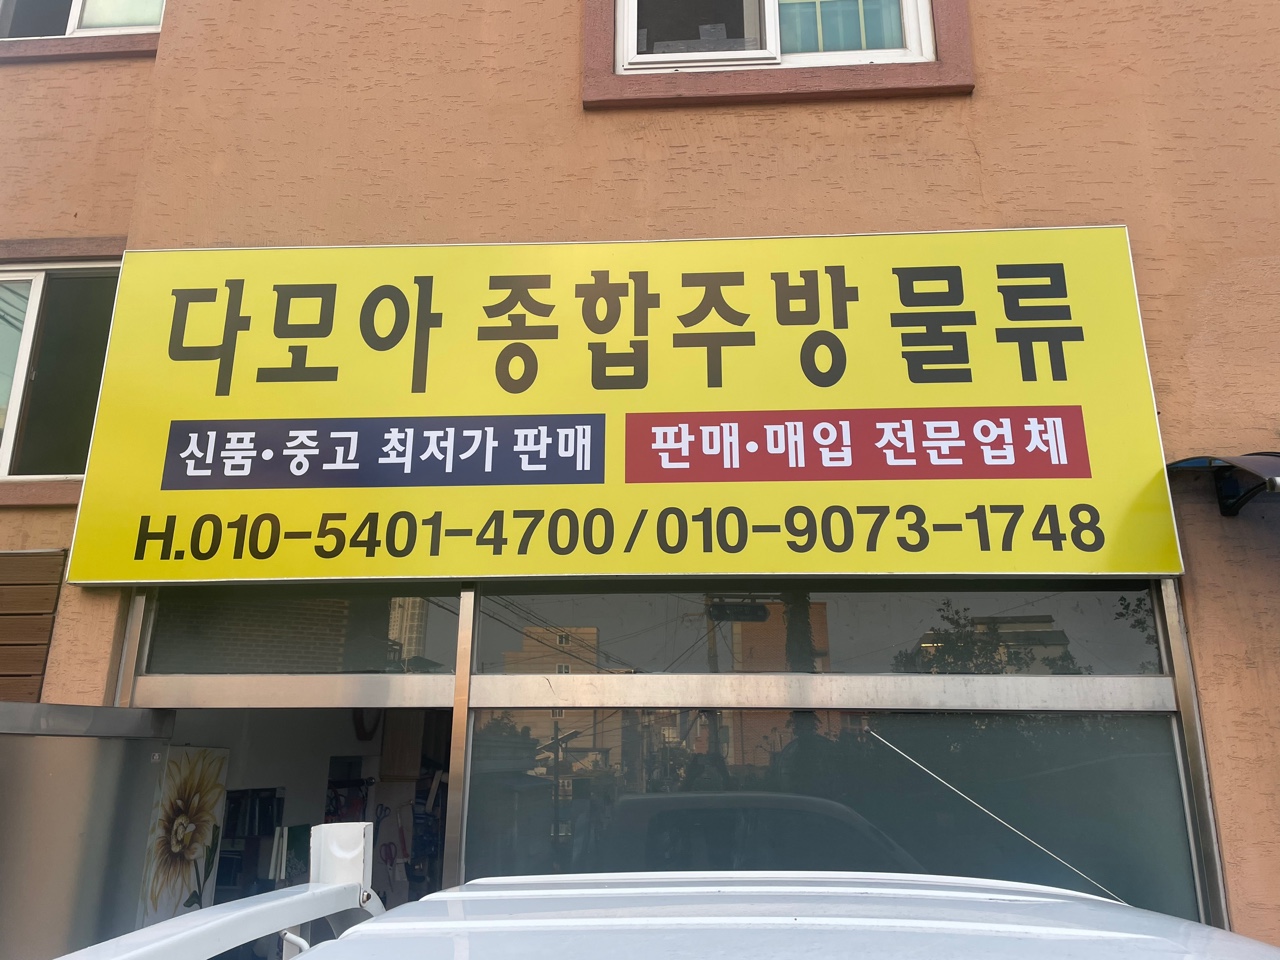 다모아 종합주방 물류
신품·중고 최저가 판매 판매·매입 전문업체
H.010-5401-4700/010-9073-1748